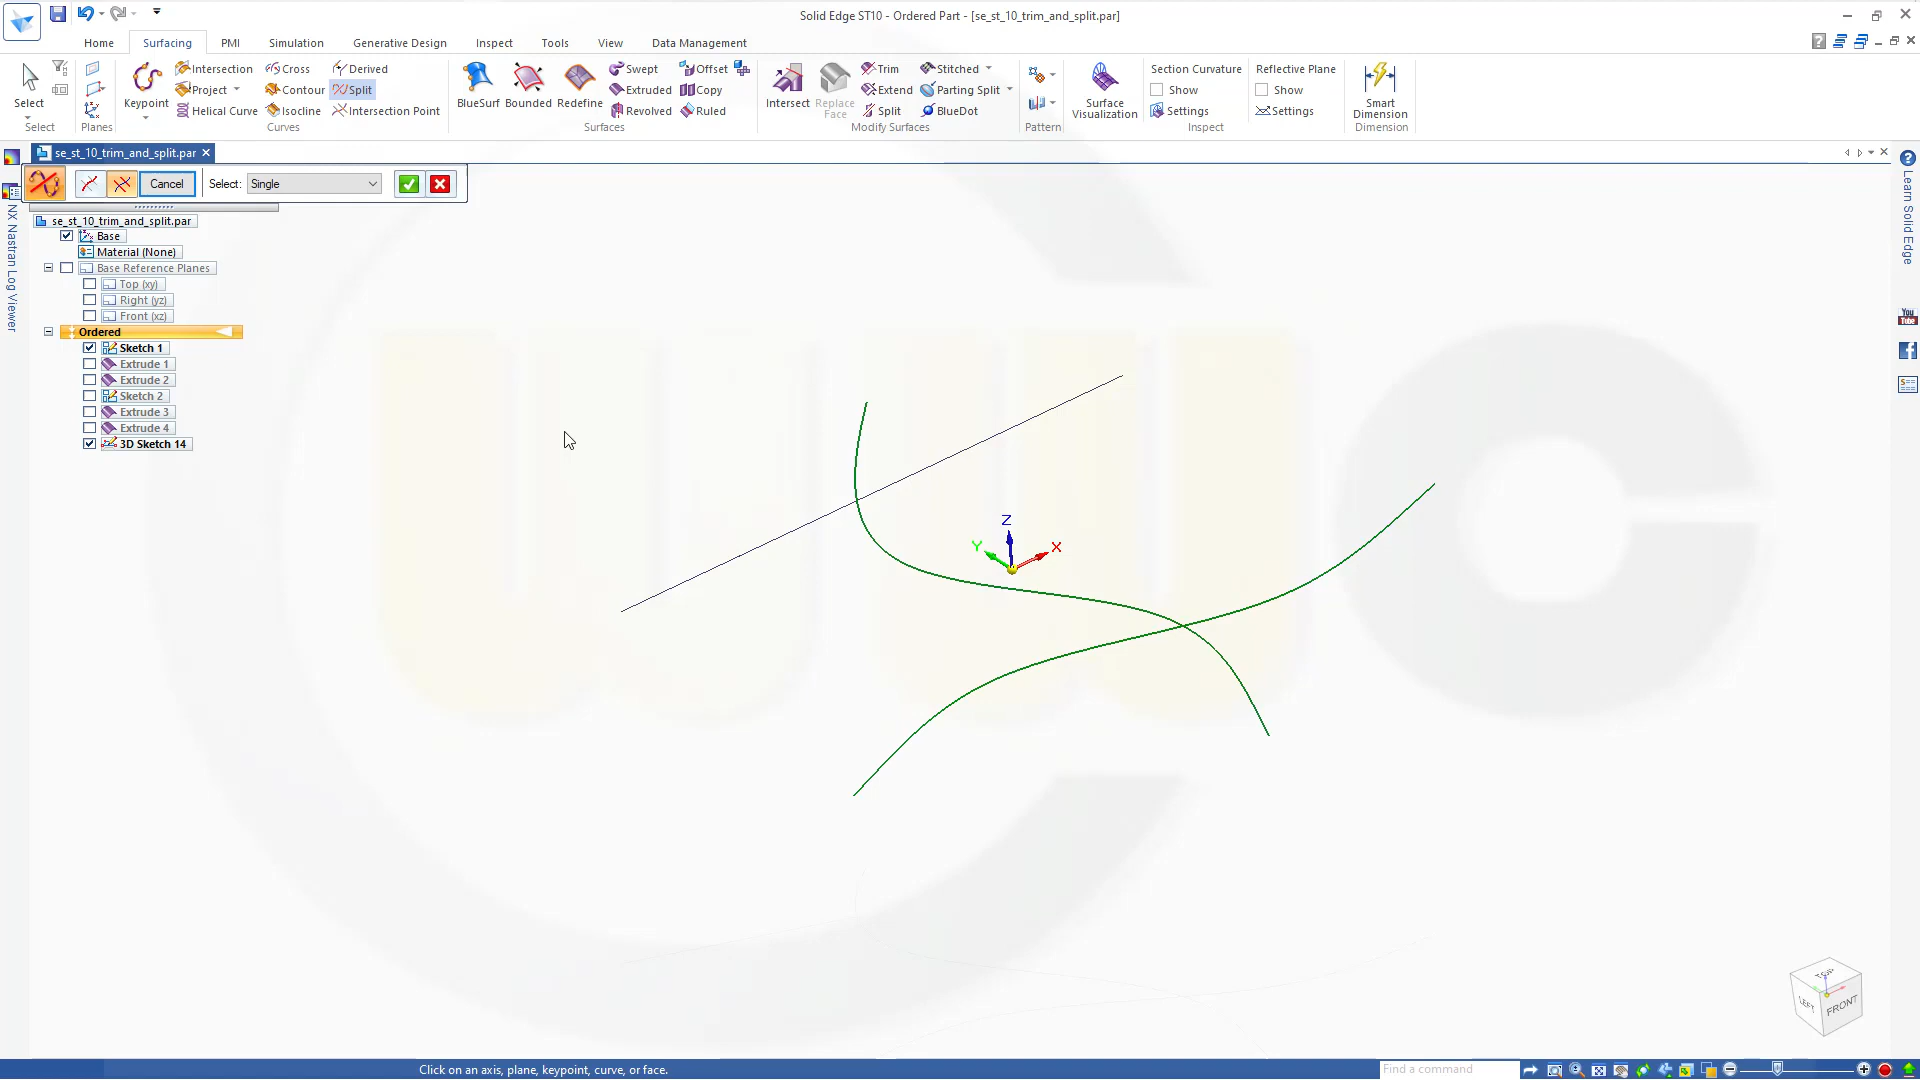 Solid Edge ST10 - Ordered Part - [se_st_10_trim_and_split.par]
Home Surfacing PMI Simulation Generative Design Inspect Tools View Data Management
Select
Select
Planes
Keypoint
Intersection
Project
Helical Curve
Cross
Contour
Isocline
Derived
Split
Intersection Point
Curves
BlueSurf
Bounded
Redefine
Swept
Extruded
Revolved
Offset
Copy
Ruled
Surfaces
Intersect
Replace Face
Trim
Extend
Split
Stitched
Parting Split
BlueDot
Modify Surfaces
Pattern
Surface Visualization
Section Curvature
Show
Settings
Reflective Plane
Show
Settings
Inspect
Smart Dimension
Dimension
se_st_10_trim_and_split.par
Cancel Select: Single
NX Nastran Log Viewer
se_st_10_trim_and_split.par
Base
Material (None)
Base Reference Planes
Top (xy)
Right (yz)
Front (xz)
Ordered
Sketch 1
Extrude 1
Extrude 2
Sketch 2
Extrude 3
Extrude 4
3D Sketch 14
Z
Y
X
Learn Solid Edge
You Tube
TOP
LEFT
FRONT
Click on an axis, plane, keypoint, curve, or face.
Find a command